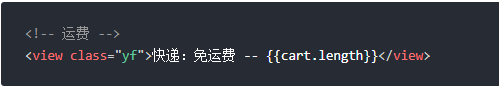 <!-- 运费 -->
<view class="yf">快递：免运费 -- {{cart.length}}</view>